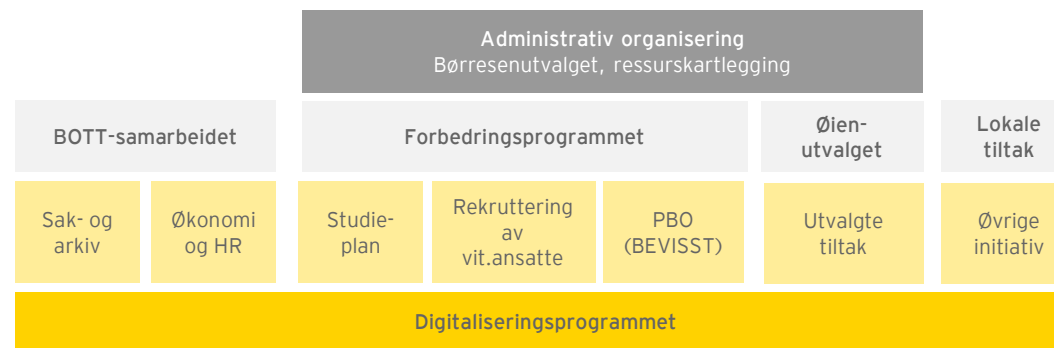 Administrativ organisering
Børresenutvalget, ressurskartlegging
BOTT-samarbeidet
Forbedringsprogrammet
Øien-
utvalget
Lokale
tiltak
Sak- og
arkiv
Økonomi
og HR
Studie-
plan
Rekruttering
av
vit.ansatte
PBO
(BEVISST)
Utvalgte
tiltak
Øvrige
initiativ
Digitaliseringsprogrammet